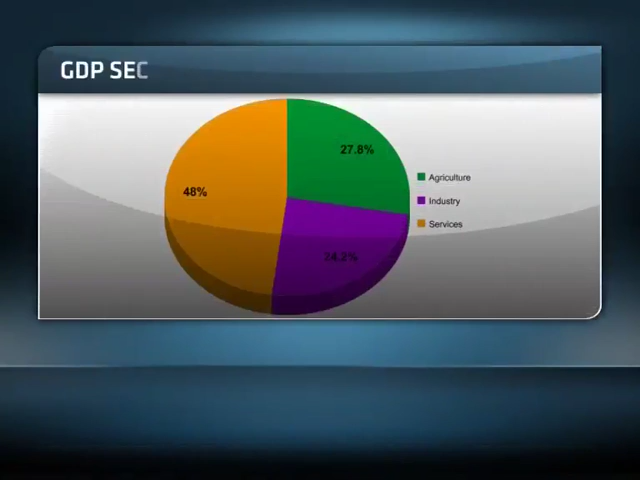 GDP SEC
27.8%
48%
24.2%
Agriculture
Industry
Services